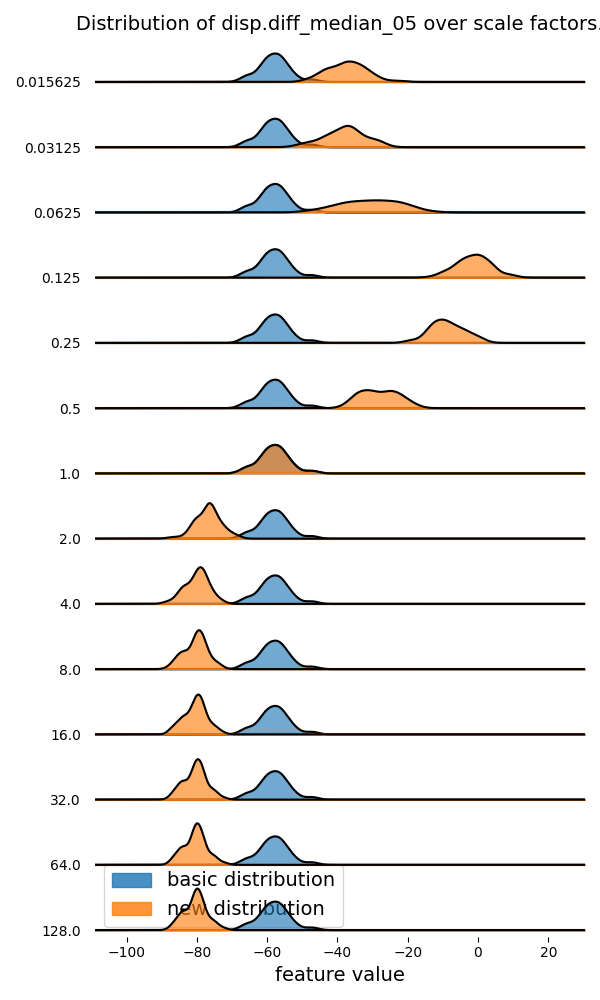 Distribution of disp.diff_median_05 over scale factors.
0.015625
0.03125
0.0625
0.125
0.25
0.5
1.0
2.0
4.0
8.0
16.0
32.0
64.0
basic distribution
new distribution
128.0
−100 −80 −60 −40 −20 0 20
feature value